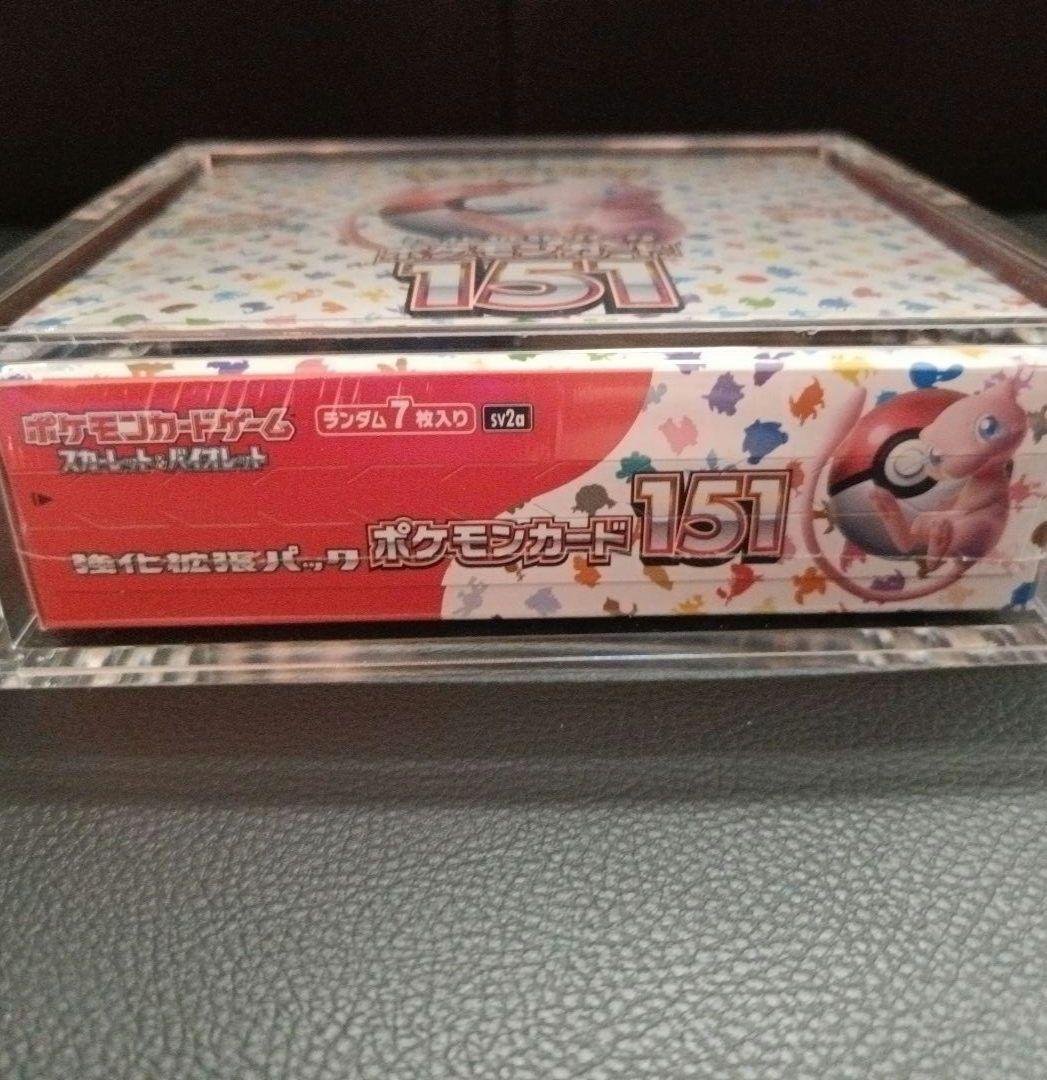 151
ポケモンカードゲーム
スカーレット&バイオレット
ランダム7枚入り sv2a
強化拡張パック ポケモンカード151